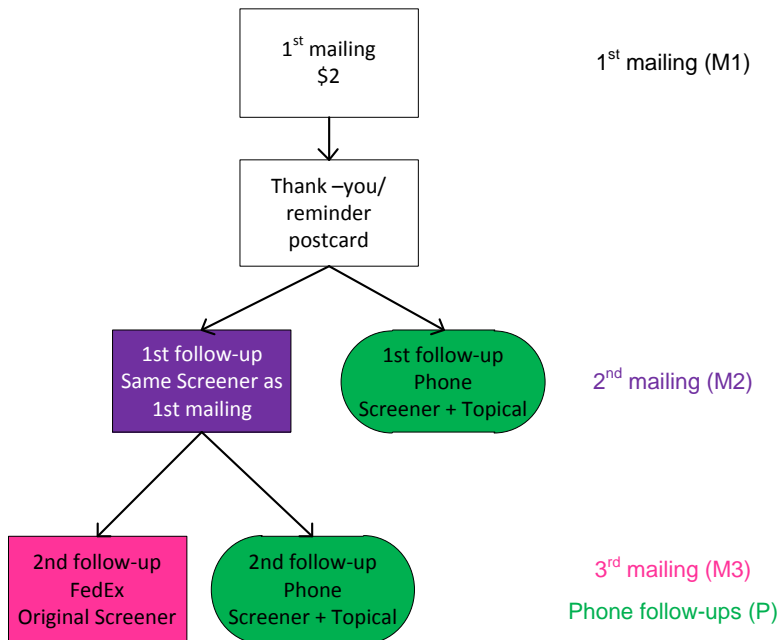 1st mailing
$2
1st mailing (M1)
Thank –you/
reminder
postcard
1st follow-up
Same Screener as
1st mailing
1st follow-up
Phone
Screener + Topical
2nd mailing (M2)
2nd follow-up
FedEx
Original Screener
2nd follow-up
Phone
Screener + Topical
3rd mailing (M3)
Phone follow-ups (P)